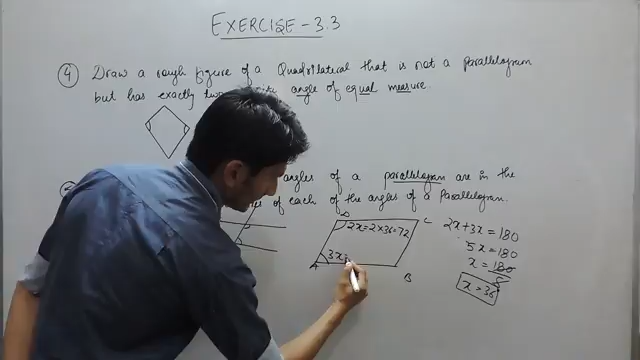 EXERCISE - 3.3
4 Draw a rough figure of a Quadrilateral that is not a parallelogram
but has exactly two angle of equal measure.
angles of a parallelogram are in the
of each of the angles of a Parallelogram.
D
C
2x=2×36=72
3x=
A
B
2x+3x=180
5x=180
x=180
5
x=36